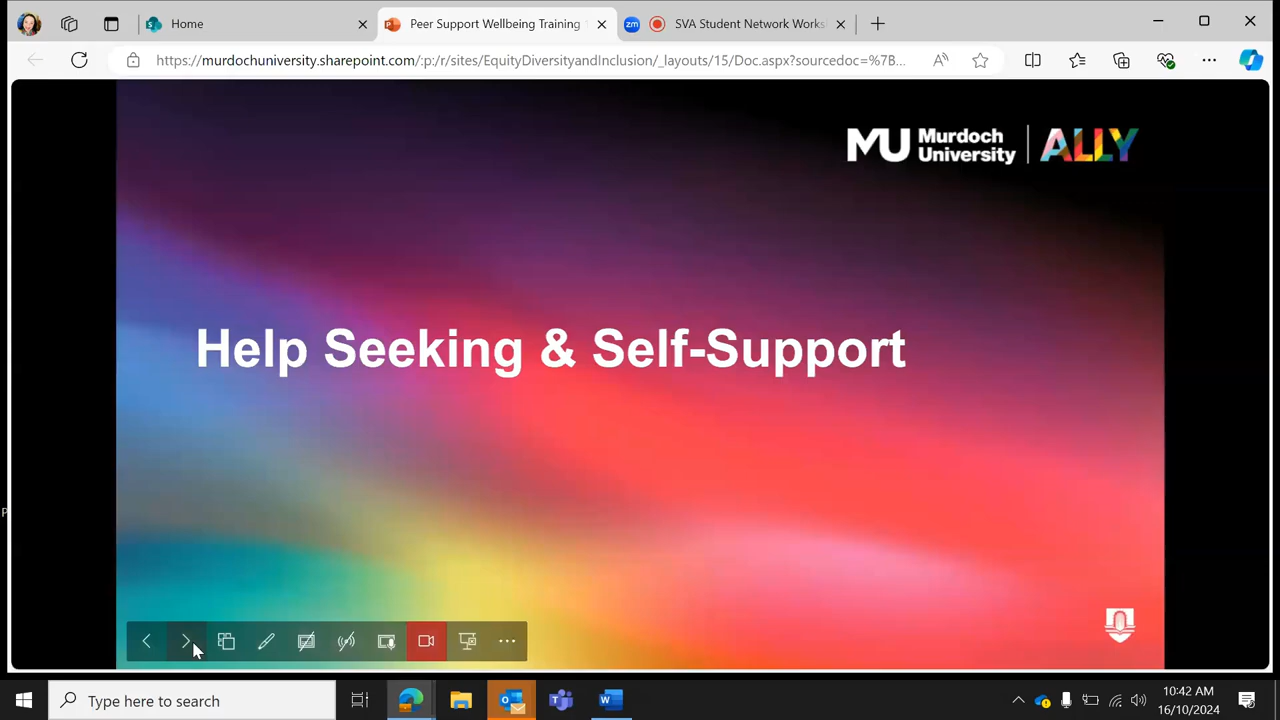 Home
Peer Support Wellbeing Training
zm
SVA Student Network Works
https://murdochuniversity.sharepoint.com/:p:/r/sites/EquityDiversityandInclusion/_layouts/15/Doc.aspx?sourcedoc=%7B...
MU Murdoch University | ALLY
Help Seeking & Self-Support
P
Type here to search
10:42 AM
16/10/2024